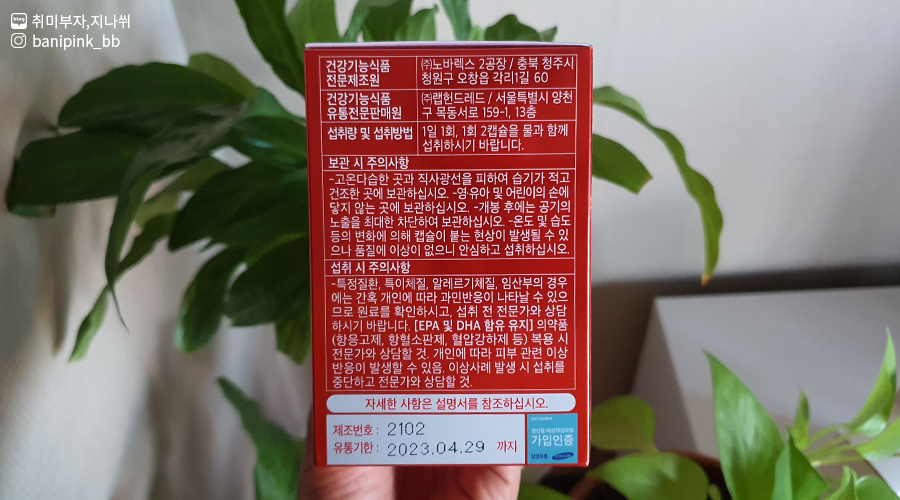 blog 취미부자,지나쒸
banipink_bb
건강기능식품
전문제조원
㈜노바렉스 2공장 / 충북 청주시
청원구 오창읍 각리1길 60
건강기능식품
유통전문판매원
㈜랩헌드레드 / 서울특별시 양천
구 목동서로 159-1, 13층
섭취량 및 섭취방법
1일 1회, 1회 2캡슐을 물과 함께
섭취하시기 바랍니다.
보관 시 주의사항
-고온다습한 곳과 직사광선을 피하여 습기가 적고
건조한 곳에 보관하십시오. -영·유아 및 어린이의 손에
닿지 않는 곳에 보관하십시오. -개봉 후에는 공기의
노출을 최대한 차단하여 보관하십시오. -온도 및 습도
등의 변화에 의해 캡슐이 붙는 현상이 발생될 수 있
으나 품질에 이상이 없으니 안심하고 섭취하십시오.
섭취 시 주의사항
-특정질환, 특이체질, 알레르기체질, 임산부의 경우
에는 간혹 개인에 따라 과민반응이 나타날 수 있으
므로 원료를 확인하시고, 섭취 전 전문가와 상담
하시기 바랍니다. [EPA 및 DHA 함유 유지] 의약품
(항응고제, 항혈소판제, 혈압강하제 등) 복용 시
전문가와 상담할 것. 개인에 따라 피부 관련 이상
반응이 발생할 수 있음. 이상사례 발생 시 섭취를
중단하고 전문가와 상담할 것.
자세한 사항은 설명서를 참조하십시오.
제조번호 : 2102
유통기한 : 2023.04.29 까지
생산물 배상책임보험
가입인증
삼성화재 SAMSUNG